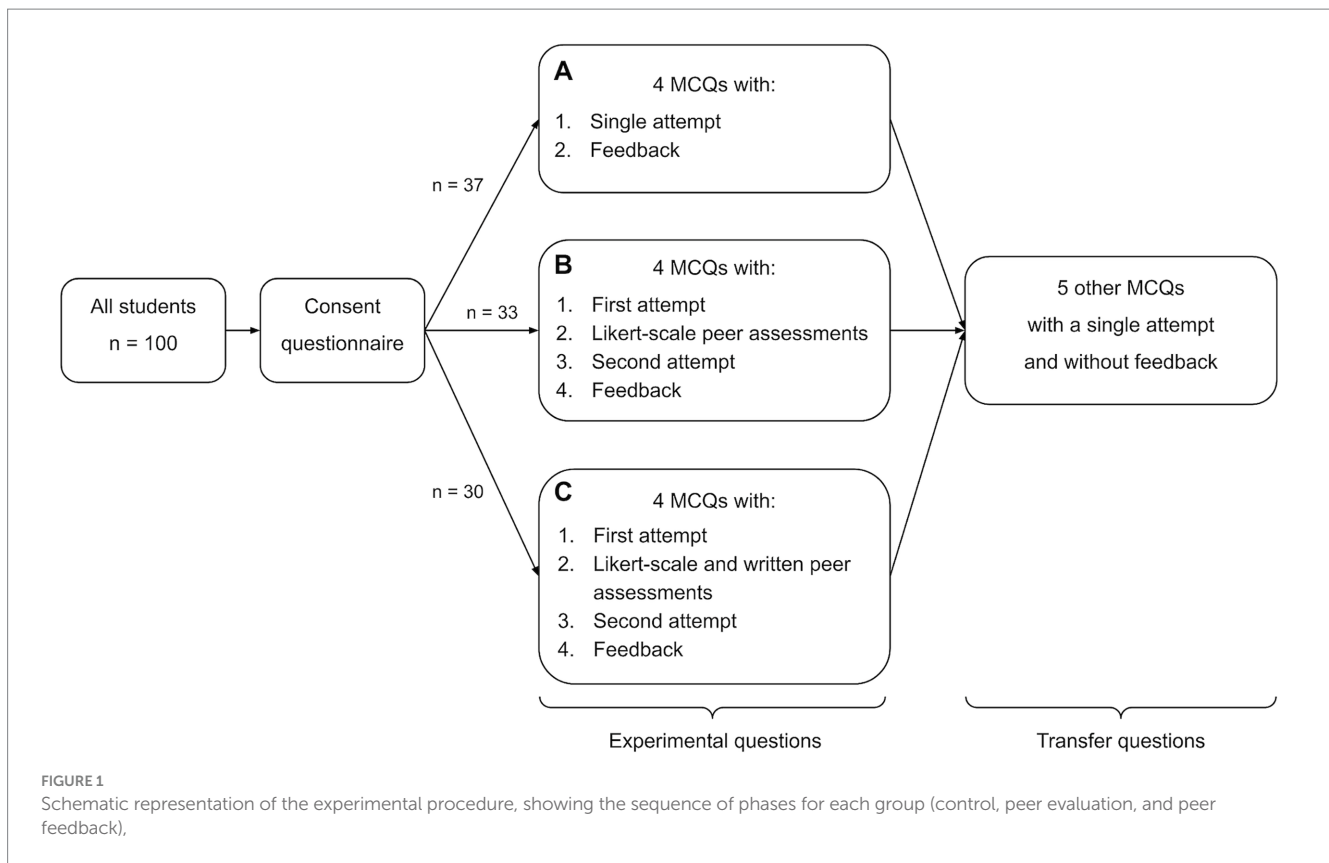 All students
n = 100
Consent
questionnaire
n = 37
n = 33
n = 30
A
4 MCQs with:
1. Single attempt
2. Feedback
B
4 MCQs with:
1. First attempt
2. Likert-scale peer assessments
3. Second attempt
4. Feedback
C
4 MCQs with:
1. First attempt
2. Likert-scale and written peer
assessments
3. Second attempt
4. Feedback
5 other MCQs
with a single attempt
and without feedback
Experimental questions
Transfer questions
FIGURE 1
Schematic representation of the experimental procedure, showing the sequence of phases for each group (control, peer evaluation, and peer
feedback),